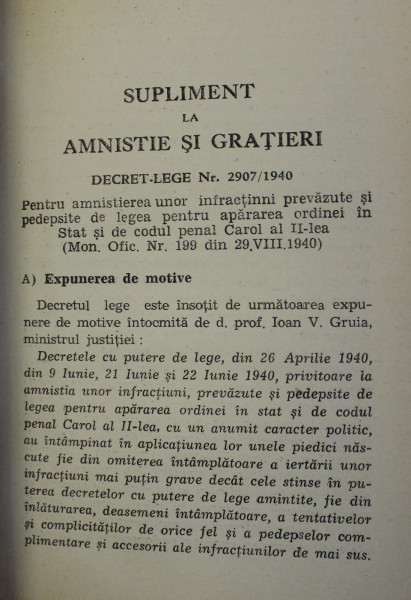 SUPLIMENT
LA
AMNISTIE ŞI GRAŢIERI
DECRET-LEGE Nr. 2907/1940
Pentru amnistierea unor infracţinni prevăzute şi
pedepsite de legea pentru apărarea ordinei în
Stat şi de codul penal Carol al II-lea
(Mon. Ofic. Nr. 199 din 29.VIII.1940)
A) Expunerea de motive
Decretul lege este însoţit de următoarea expu-
nere de motive întocmită de d. prof. Ioan V. Gruia,
ministrul justiţiei :
Decretele cu putere de lege, din 26 Aprilie 1940,
din 9 Iunie, 21 Iunie şi 22 Iunie 1940, privitoare la
amnistia unor infracţiuni, prevăzute şi pedepsite de
legea pentru apărarea ordinei în stat şi de codul
penal Carol al II-lea, cu un anumit caracter politic,
au întâmpinat în aplicaţiunea lor unele piedici năs-
cute fie din omiterea întâmplătoare a iertării unor
infracţiuni mai puţin grave decât cele stinse în pu-
terea decretelor cu putere de lege amintite, fie din
înlăturarea, deasemeni întâmplătoare, a tentativelor
şi complicităţilor de orice fel şi a pedepselor com-
plimentare şi accesorii ale infracţiunilor de mai sus.